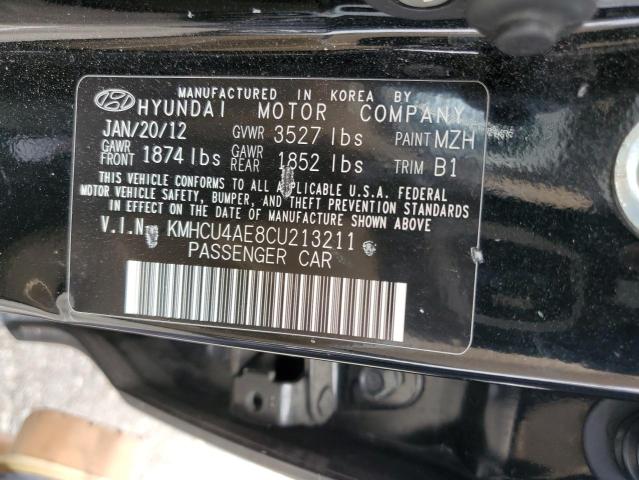 MANUFACTURED IN KOREA BY
HYUNDAI MOTOR COMPANY
JAN/20/12 GVWR 3527 lbs PAINT MZH
GAWR FRONT 1874 lbs GAWR REAR 1852 lbs TRIM B1
THIS VEHICLE CONFORMS TO ALL APPLICABLE U.S.A. FEDERAL
MOTOR VEHICLE SAFETY, BUMPER, AND THEFT PREVENTION STANDARDS
IN EFFECT ON THE DATE OF MANUFACTURE SHOWN ABOVE
V.I.N KMHCU4AE8CU213211
PASSENGER CAR